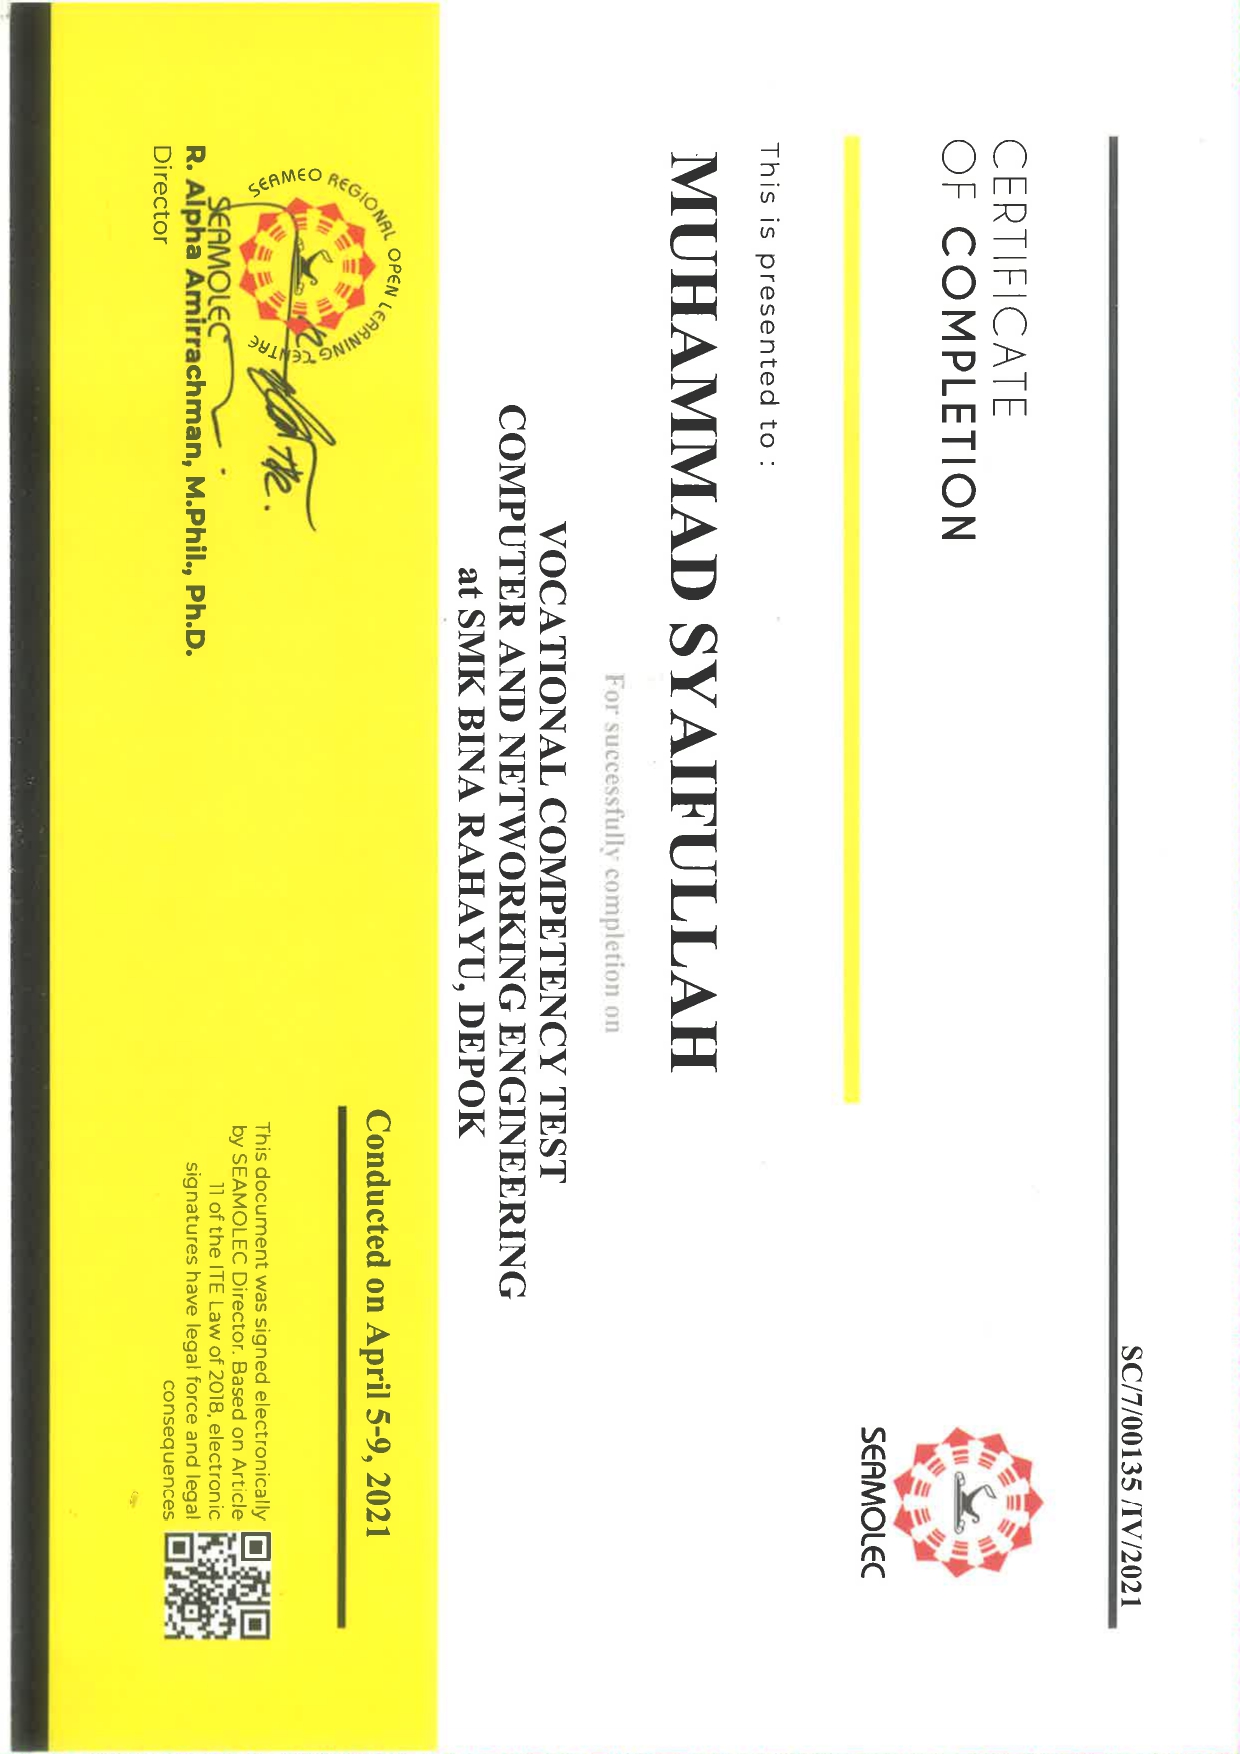 SC/7/00135 /IV/2021
CERTIFICATE
OF COMPLETION
SEAMOLEC
This is presented to :
MUHAMMAD SYAIFULLAH
For successfully completion on
VOCATIONAL COMPETENCY TEST
COMPUTER AND NETWORKING ENGINEERING
at SMK BINA RAHAYU, DEPOK
SEAMEO REGIONAL OPEN LEARNING CENTRE
SEAMOLEC
R. Alpha Amirrachman, M.Phil., Ph.D.
Director
Conducted on April 5-9, 2021
This document was signed electronically
by SEAMOLEC Director. Based on Article
11 of the ITE Law of 2018, electronic
signatures have legal force and legal
consequences